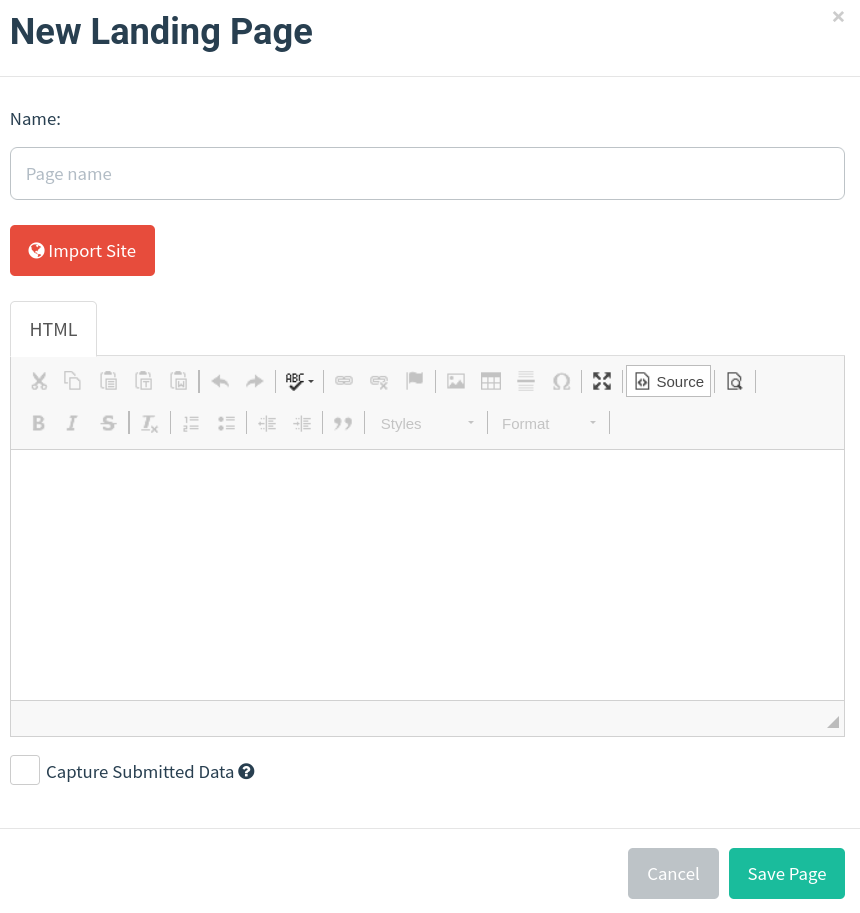 New Landing Page
×
Name:
Page name
Import Site
HTML
ABC
Source
B I S Tx
Styles Format
Capture Submitted Data
Cancel Save Page